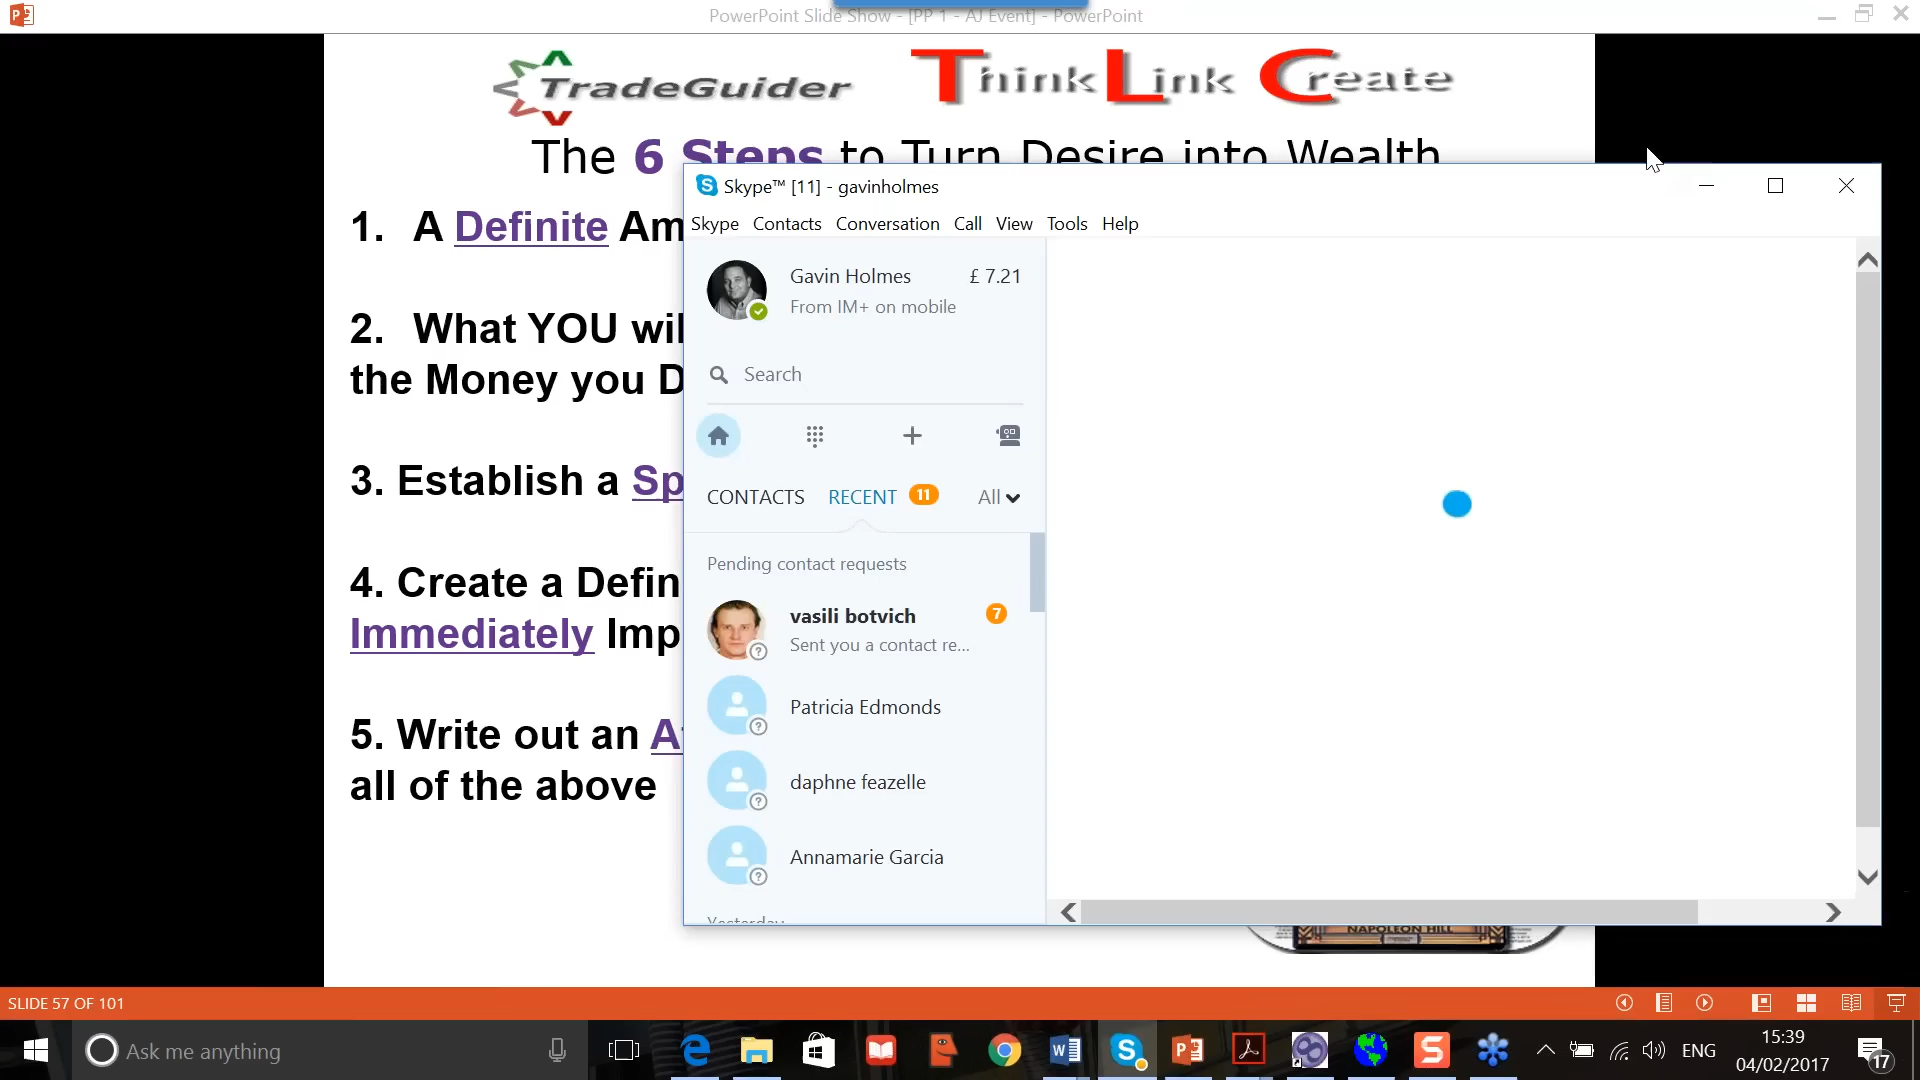 PowerPoint Slide Show - [PP 1 - AJ Event] - PowerPoint
TradeGuider
Think Link Create
The 6 Steps to Turn Desire into Wealth
1. A Definite Am
2. What YOU wil
the Money you D
3. Establish a Sp
4. Create a Defin
Immediately Imp
5. Write out an
all of the above
Skype™ [11] - gavinholmes
Skype Contacts Conversation Call View Tools Help
Gavin Holmes £ 7.21
From IM+ on mobile
Search
CONTACTS RECENT 11 All
Pending contact requests
vasili botvich 7
Sent you a contact re...
Patricia Edmonds
daphne feazelle
Annamarie Garcia
Yesterday
NAPOLEON HILL
SLIDE 57 OF 101
Ask me anything
ENG
15:39
04/02/2017
17